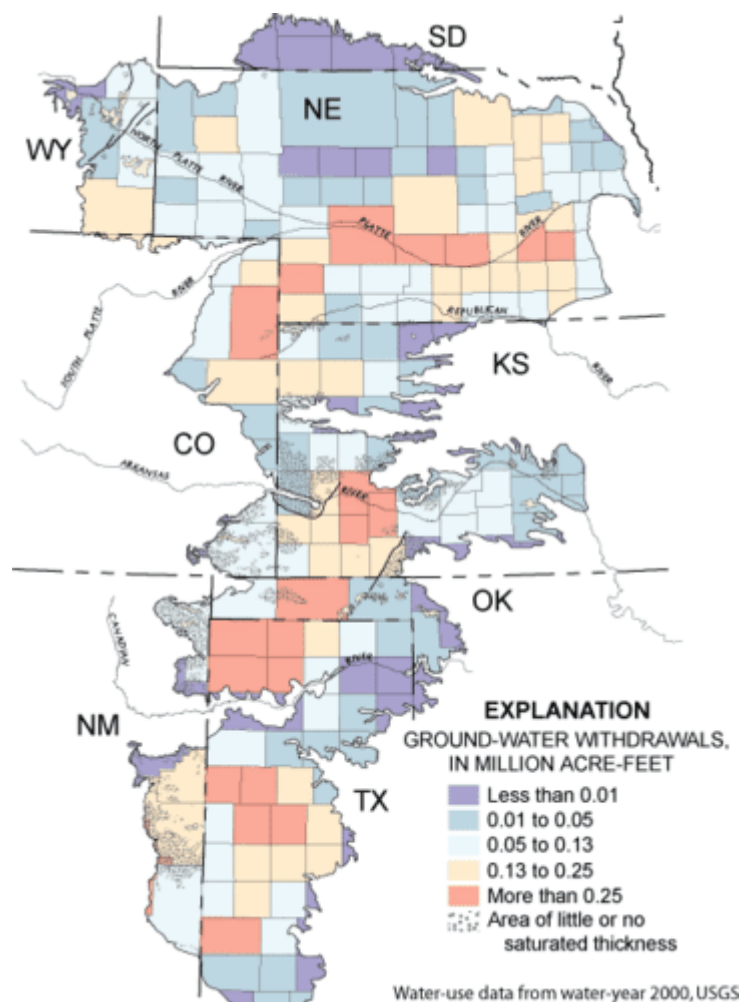 SD
NE
WY
NORTH PLATTE RIVER
PLATTE RIVER
SOUTH PLATTE RIVER
REPUBLICAN RIVER
KS
CO
ARKANSAS RIVER
OK
CANADIAN RIVER
NM
TX
EXPLANATION
GROUND-WATER WITHDRAWALS,
IN MILLION ACRE-FEET
Less than 0.01
0.01 to 0.05
0.05 to 0.13
0.13 to 0.25
More than 0.25
Area of little or no
saturated thickness
Water-use data from water-year 2000, USGS